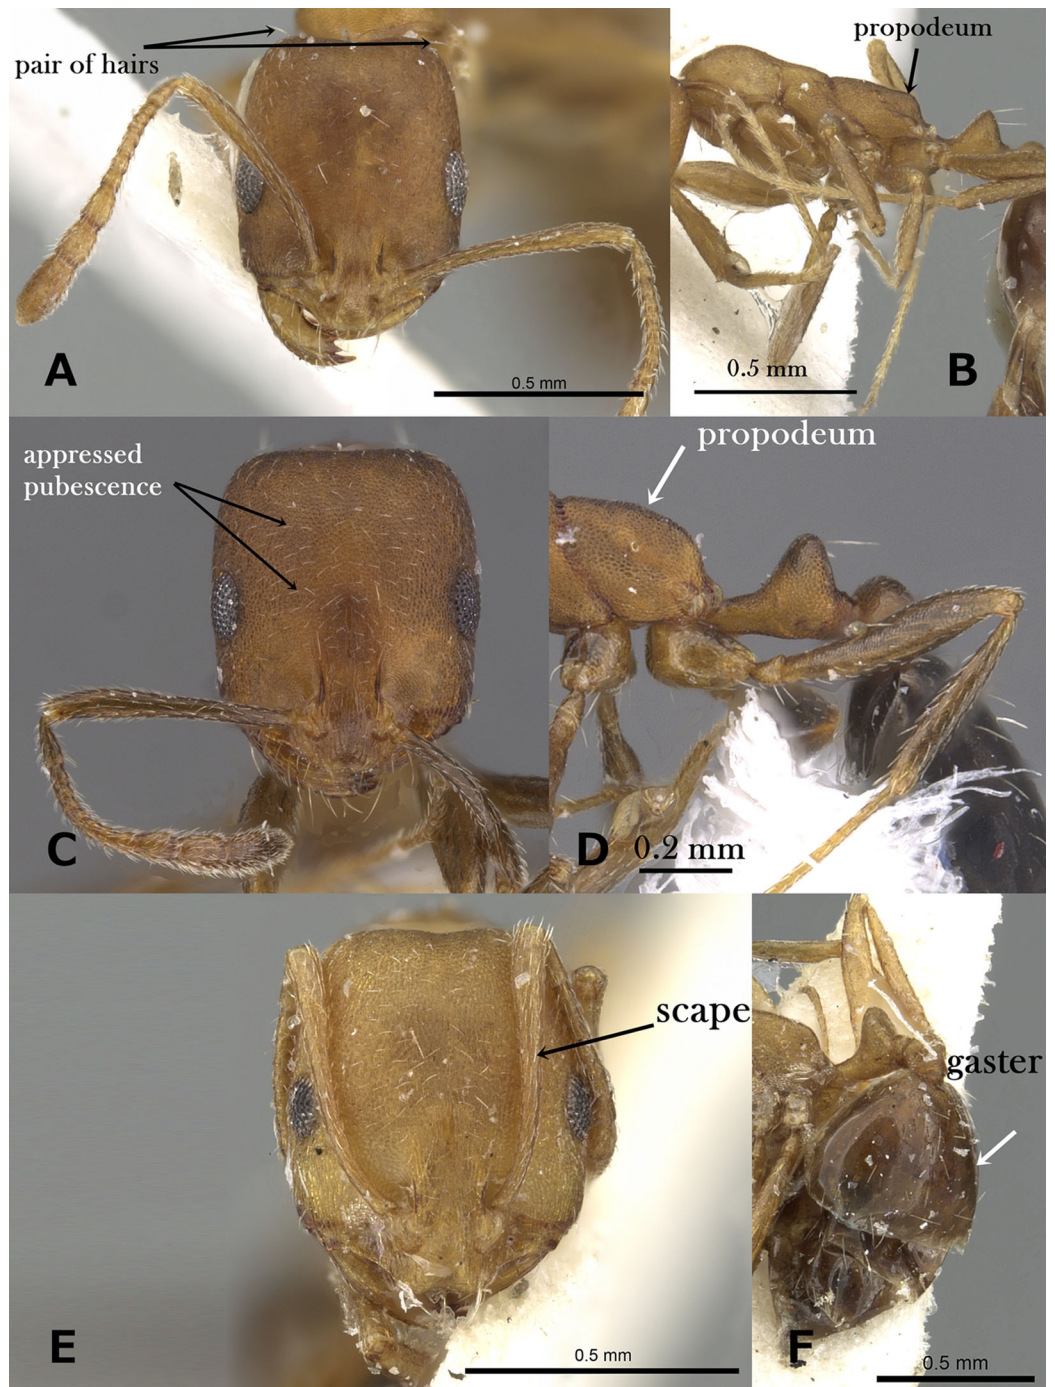 pair of hairs
A
0.5 mm
propodeum
0.5 mm
B
appressed
pubescence
C
propodeum
D
0.2 mm
scape
E
0.5 mm
gaster
F
0.5 mm